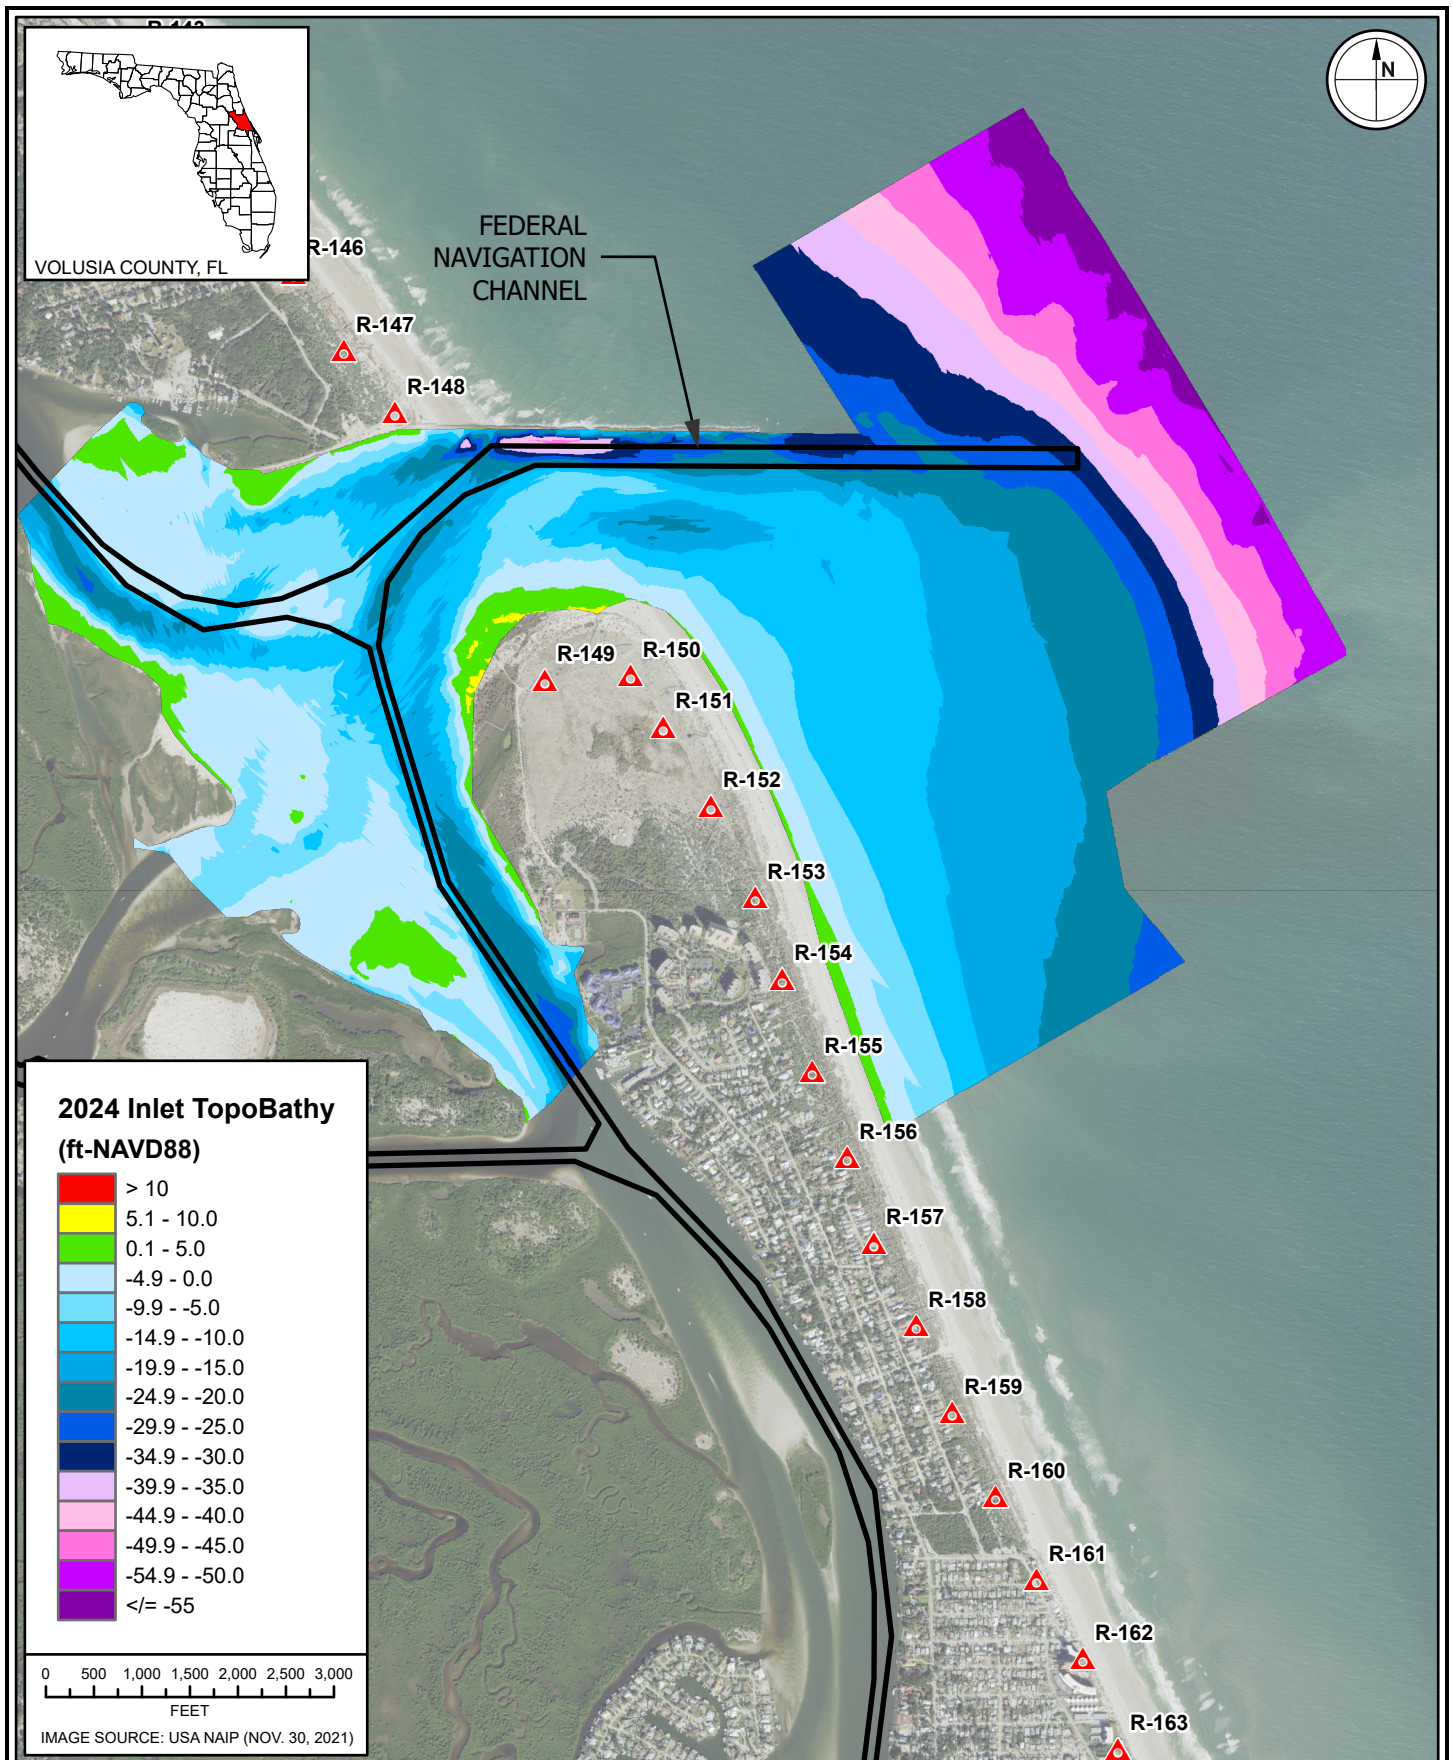 R-143
VOLUSIA COUNTY, FL
N
R-146
FEDERAL
NAVIGATION
CHANNEL
R-147
R-148
R-149
R-150
R-151
R-152
R-153
R-154
R-155
R-156
R-157
R-158
R-159
R-160
R-161
R-162
R-163
2024 Inlet TopoBathy
(ft-NAVD88)
> 10
5.1 - 10.0
0.1 - 5.0
-4.9 - 0.0
-9.9 - -5.0
-14.9 - -10.0
-19.9 - -15.0
-24.9 - -20.0
-29.9 - -25.0
-34.9 - -30.0
-39.9 - -35.0
-44.9 - -40.0
-49.9 - -45.0
-54.9 - -50.0
</= -55
0 500 1,000 1,500 2,000 2,500 3,000
FEET
IMAGE SOURCE: USA NAIP (NOV. 30, 2021)